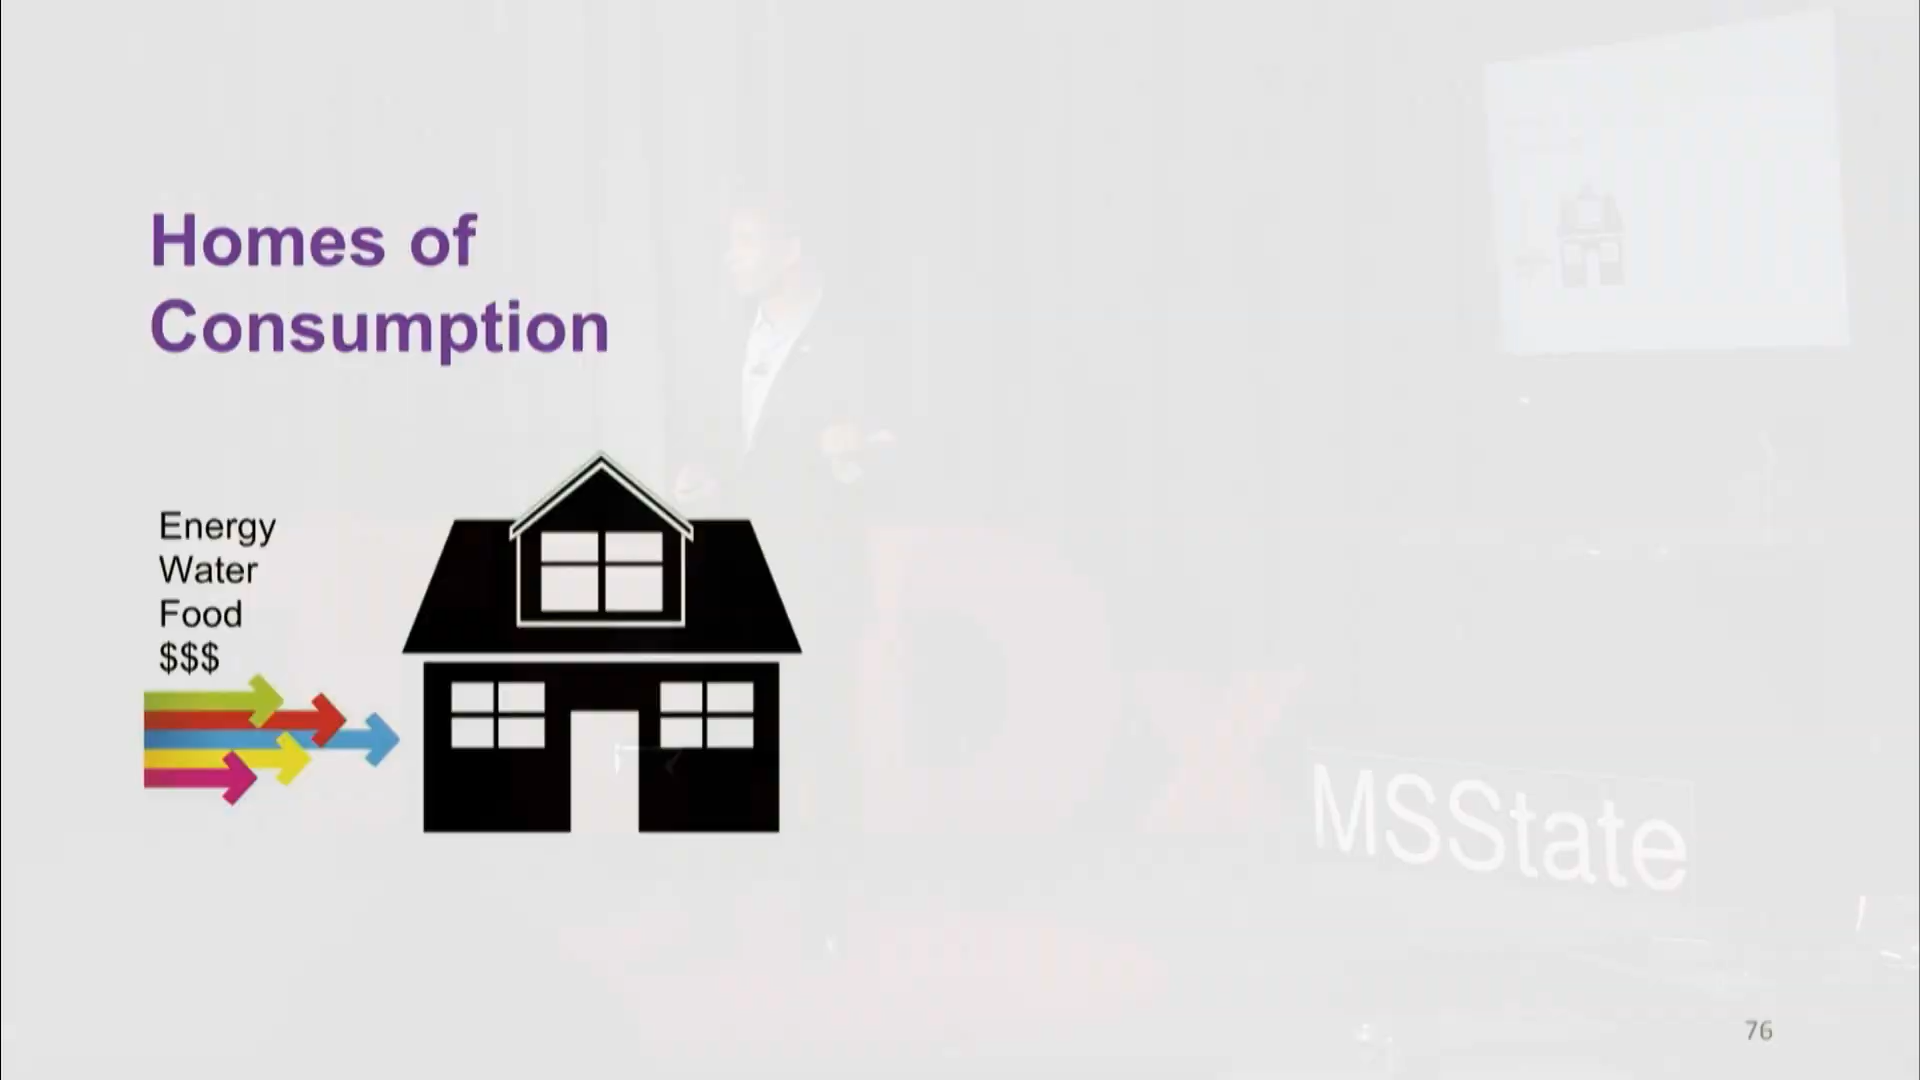 Homes of
Consumption
Energy
Water
Food
$$$
MSState
76